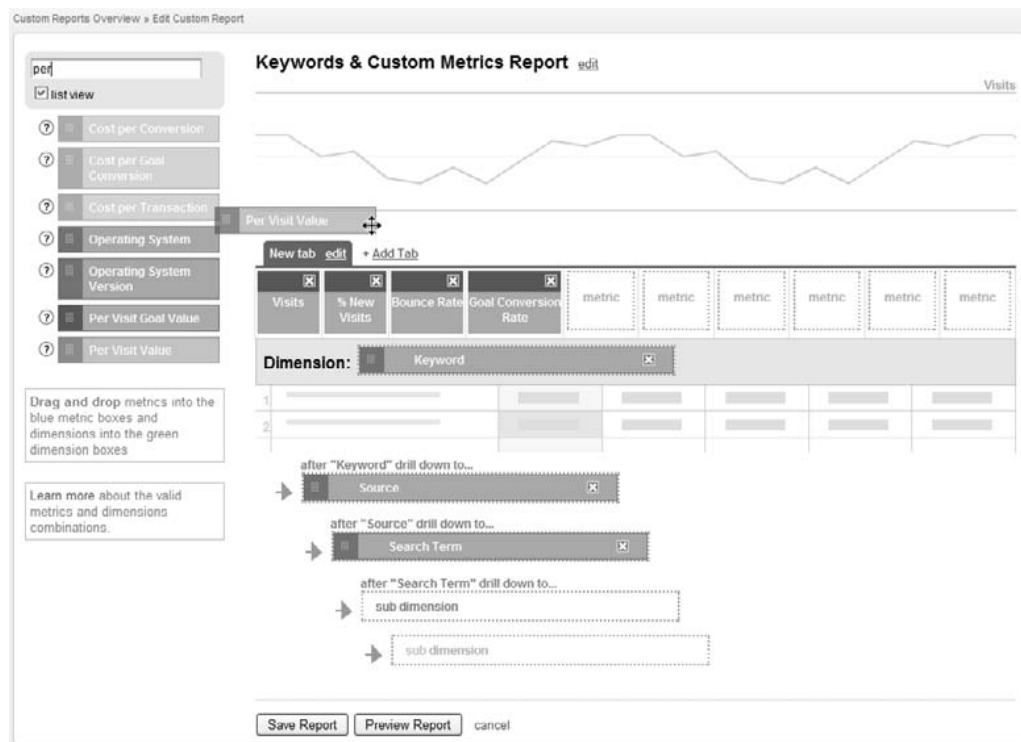 Custom Reports Overview » Edit Custom Report
per
list view
Cost per Conversion
Cost per Goal
Conversion
Cost per Transaction
Operating System
Operating System
Version
Per Visit Goal Value
Per Visit Value
Drag and drop metrics into the
blue metric boxes and
dimensions into the green
dimension boxes
Learn more about the valid
metrics and dimensions
combinations.
Keywords & Custom Metrics Report edit
Visits
Per Visit Value
New tab edit + Add Tab
Visits
% New
Visits
Bounce Rate
Goal Conversion
Rate
metric
metric
metric
metric
metric
metric
Dimension: Keyword
1
2
after "Keyword" drill down to...
Source
after "Source" drill down to...
Search Term
after "Search Term" drill down to...
sub dimension
sub dimension
Save Report Preview Report cancel